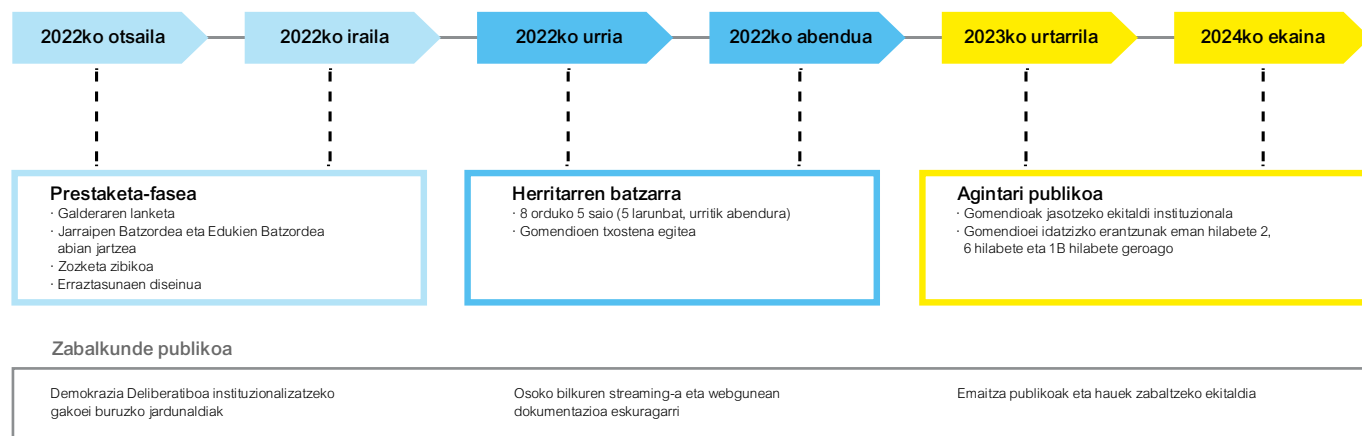 2022ko otsaila
2022ko iraila
2022ko urria
2022ko abendua
2023ko urtarrila
2024ko ekaina
Prestaketa-fasea
· Galderaren lanketa
· Jarraipen Batzordea eta Edukien Batzordea
abian jartzea
· Zozketa zibikoa
· Erraztasunaen diseinua
Herritarren batzarra
· 8 orduko 5 saio (5 larunbat, urritik abendura)
· Gomendioen txostena egitea
Agintari publikoa
· Gomendioak jasotzeko ekitaldi instituzionala
· Gomendioei idatzizko erantzunak eman hilabete 2,
6 hilabete eta 1B hilabete geroago
Zabalkunde publikoa
Demokrazia Deliberatiboa instituzionalizatzeko
gakoei buruzko jardunaldiak
Osoko bilkuren streaming-a eta webgunean
dokumentazioa eskuragarri
Emaitza publikoak eta hauek zabaltzeko ekitaldia